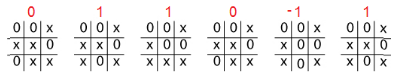 0 1 1 0 -1 1
0 0 x 0 0 x 0 0 x 0 0 x 0 0 x 0 0 x
x x 0 x x 0 x 0 0 x x 0 x 0 0 x x 0
0 x x 0 x x x x x 0 x x x 0 x 0 x x